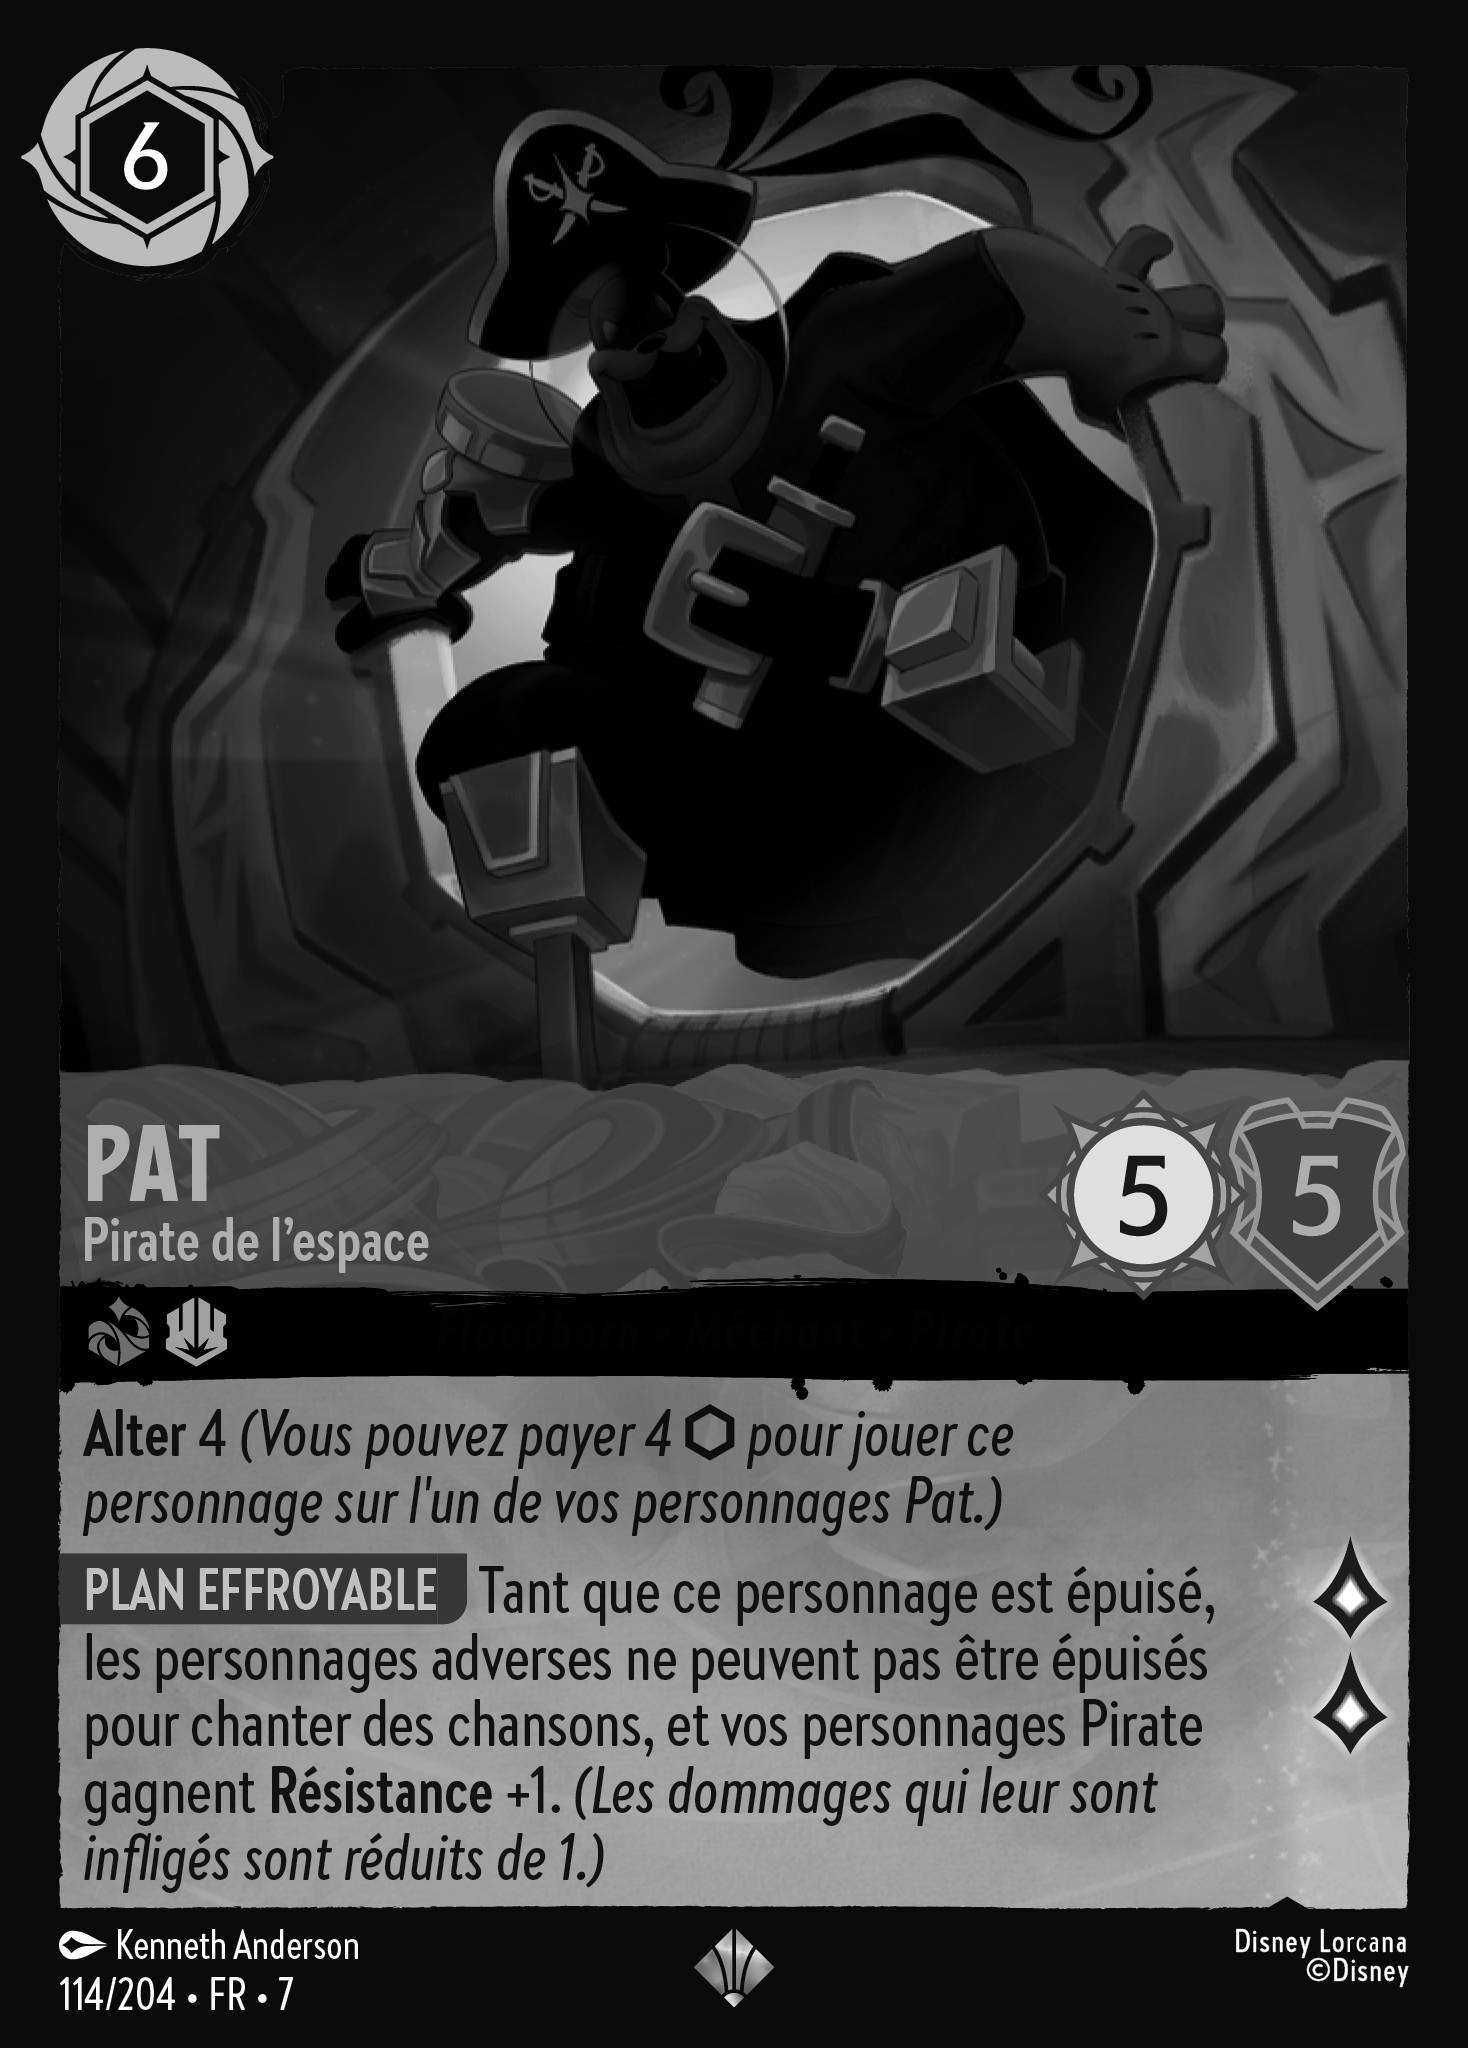 6
PAT
Pirate de l’espace
5
5
Floodborn • Méchant • Pirate
Alter 4 (Vous pouvez payer 4 pour jouer ce
personnage sur l'un de vos personnages Pat.)
PLAN EFFROYABLE Tant que ce personnage est épuisé,
les personnages adverses ne peuvent pas être épuisés
pour chanter des chansons, et vos personnages Pirate
gagnent Résistance +1. (Les dommages qui leur sont
infligés sont réduits de 1.)
Kenneth Anderson
Disney Lorcana
114/204 • FR • 7
©Disney